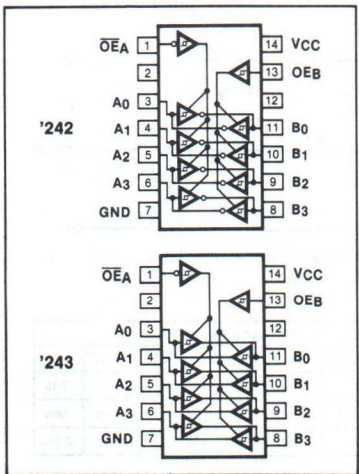 OEA 1 14 VCC
2 13 OEB
A0 3 12
'242 A1 4 11 B0
A2 5 10 B1
A3 6 9 B2
GND 7 8 B3
OEA 1 14 VCC
2 13 OEB
A0 3 12
'243 A1 4 11 B0
A2 5 10 B1
A3 6 9 B2
GND 7 8 B3